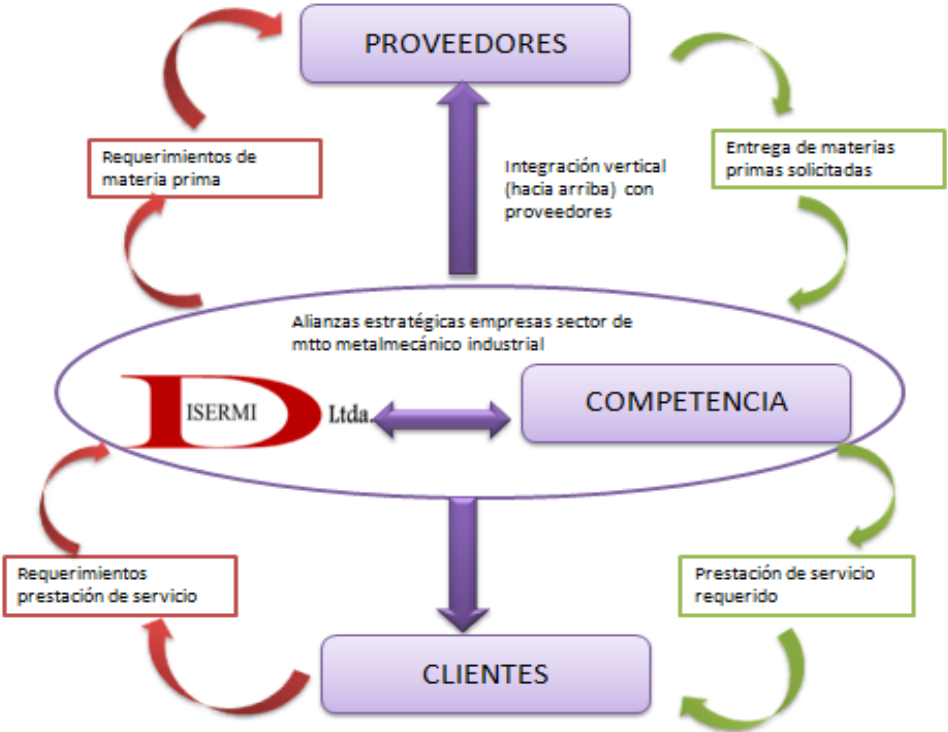 PROVEEDORES
Requerimientos de
materia prima
Integración vertical
(hacia arriba) con
proveedores
Entrega de materias
primas solicitadas
Alianzas estratégicas empresas sector de
mtto metalmecánico industrial
DISERMI Ltda.
COMPETENCIA
Requerimientos
prestación de servicio
Prestación de servicio
requerido
CLIENTES